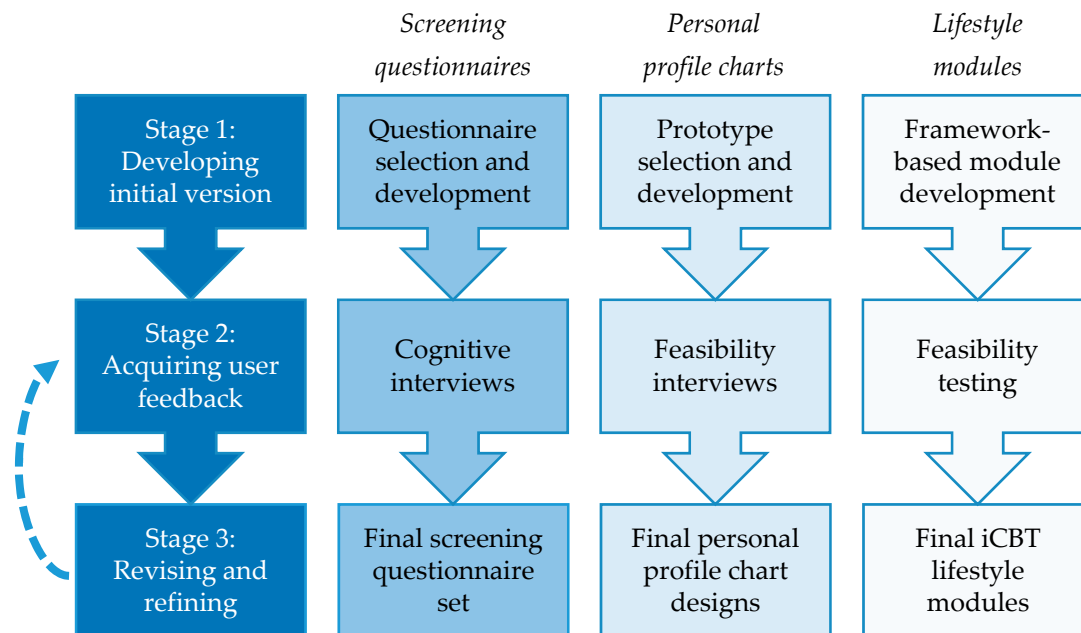 Screening
questionnaires
Personal
profile charts
Lifestyle
modules
Stage 1:
Developing
initial version
Questionnaire
selection and
development
Prototype
selection and
development
Framework-
based module
development
Stage 2:
Acquiring user
feedback
Cognitive
interviews
Feasibility
interviews
Feasibility
testing
Stage 3:
Revising and
refining
Final screening
questionnaire
set
Final personal
profile chart
designs
Final iCBT
lifestyle
modules